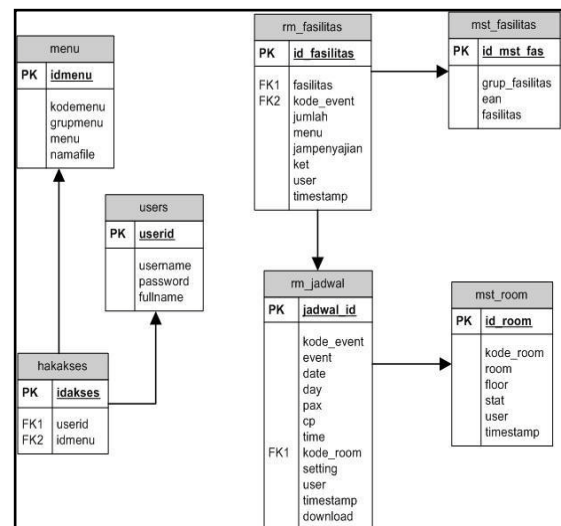 menu
PK idmenu
kodemenu
grupmenu
menu
namafile
users
PK userid
username
password
fullname
hakakses
PK idakses
FK1 userid
FK2 idmenu
rm_fasilitas
PK id_fasilitas
FK1 fasilitas
FK2 kode_event
jumlah
menu
jampenyajian
ket
user
timestamp
mst_fasilitas
PK id_mst_fas
grup_fasilitas
ean
fasilitas
rm_jadwal
PK jadwal_id
kode_event
event
date
day
pax
cp
time
FK1 kode_room
setting
user
timestamp
download
mst_room
PK id_room
kode_room
room
floor
stat
user
timestamp